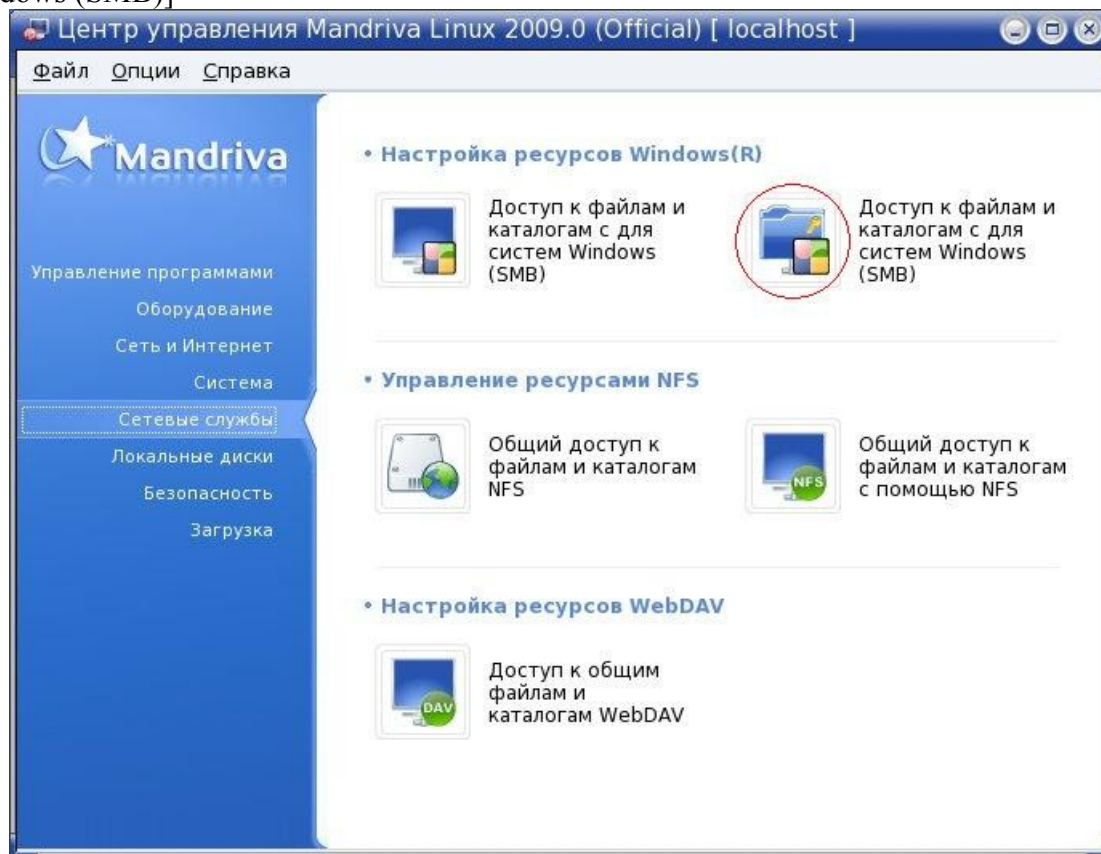 dows (SMB)]
Центр управления Mandriva Linux 2009.0 (Official) [ localhost ]
Файл Опции Справка
Mandriva
Управление программами
Оборудование
Сеть и Интернет
Система
Сетевые службы
Локальные диски
Безопасность
Загрузка
• Настройка ресурсов Windows(R)
Доступ к файлам и
каталогам с для
систем Windows
(SMB)
Доступ к файлам и
каталогам с для
систем Windows
(SMB)
• Управление ресурсами NFS
Общий доступ к
файлам и каталогам
NFS
NFS
Общий доступ к
файлам и каталогам
с помощью NFS
• Настройка ресурсов WebDAV
DAV
Доступ к общим
файлам и
каталогам WebDAV